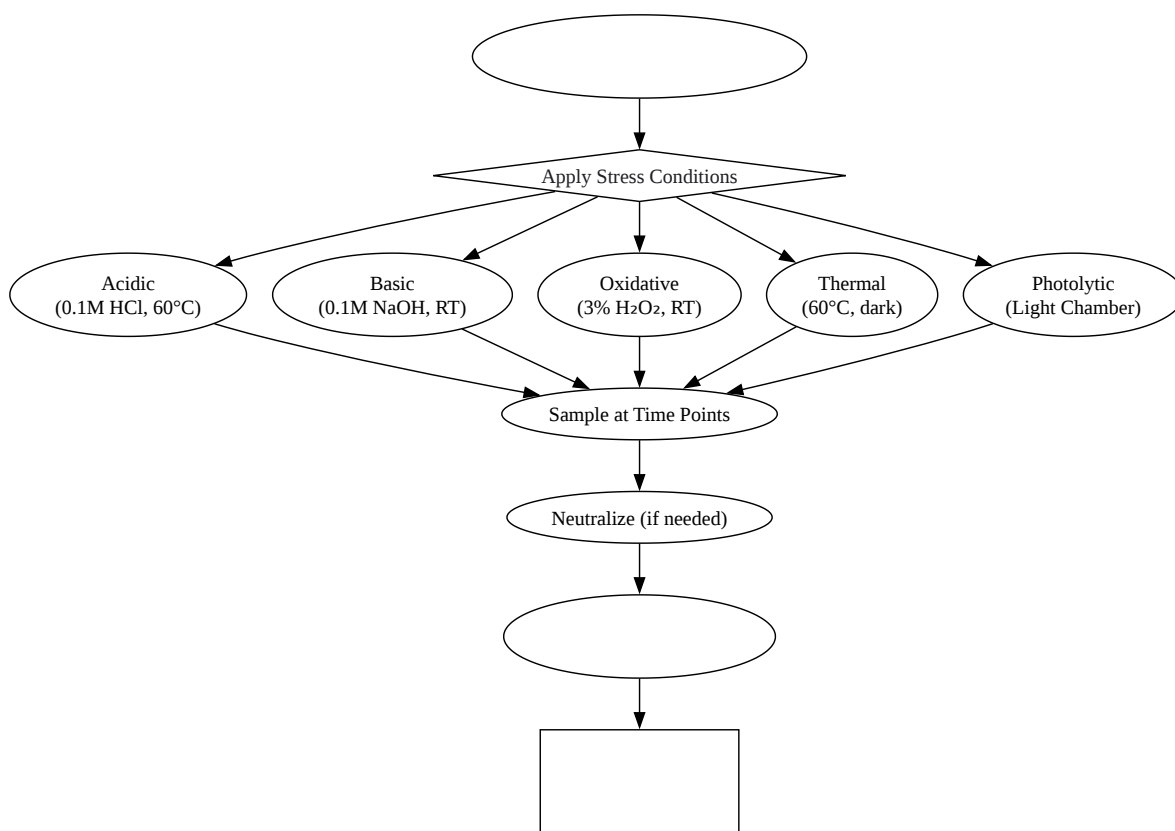 Apply Stress Conditions
Acidic
(0.1M HCl, 60°C)
Basic
(0.1M NaOH, RT)
Oxidative
(3% H₂O₂, RT)
Thermal
(60°C, dark)
Photolytic
(Light Chamber)
Sample at Time Points
Neutralize (if needed)